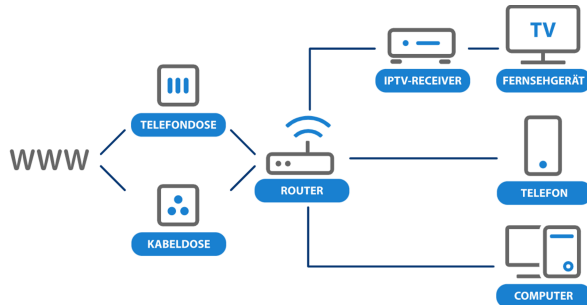 TV
IPTV-RECEIVER
FERNSEHGERÄT
TELEFONDOSE
WWW
ROUTER
TELEFON
KABELDOSE
COMPUTER